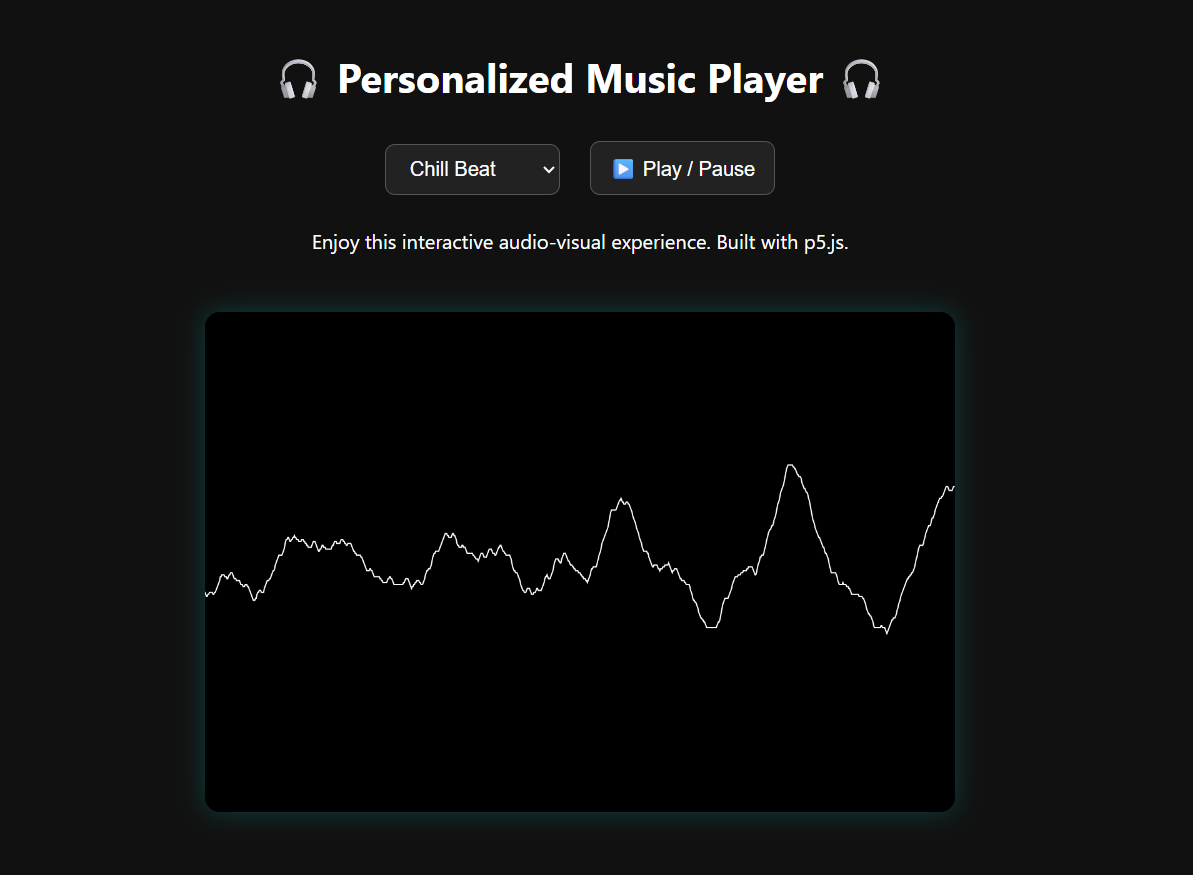 🎧 Personalized Music Player 🎧
Chill Beat
▶️ Play / Pause
Enjoy this interactive audio-visual experience. Built with p5.js.